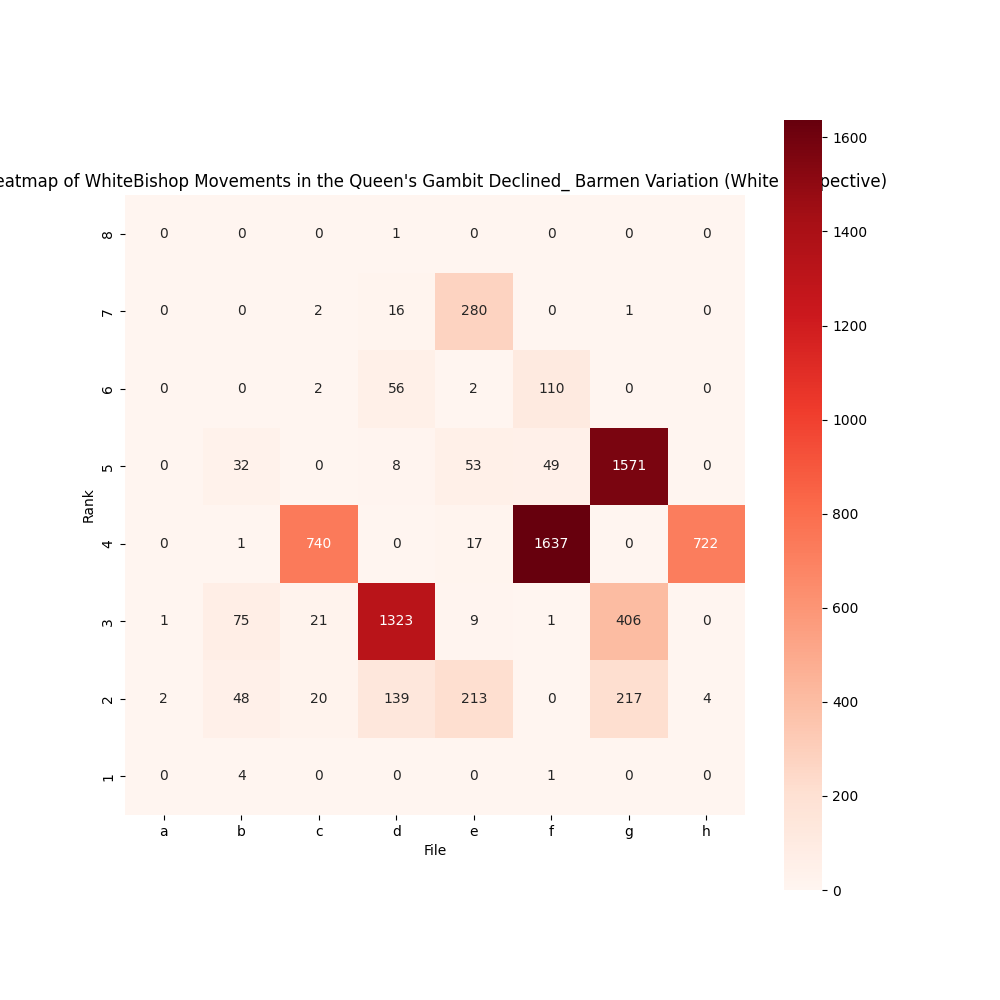 eatmap of WhiteBishop Movements in the Queen's Gambit Declined_ Barmen Variation (White pective)
8 0 0 0 1 0 0 0 0
7 0 0 2 16 280 0 1 0
6 0 0 2 56 2 110 0 0
5 0 32 0 8 53 49 1571 0
4 0 1 740 0 17 1637 0 722
3 1 75 21 1323 9 1 406 0
2 2 48 20 139 213 0 217 4
1 0 4 0 0 0 1 0 0
a b c d e f g h
File
Rank
1600
1400
1200
1000
800
600
400
200
0